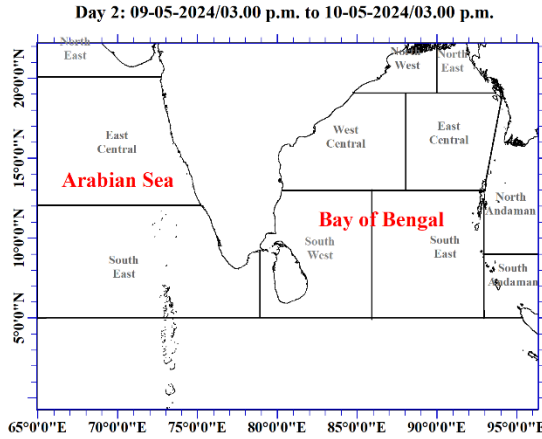 Day 2: 09-05-2024/03.00 p.m. to 10-05-2024/03.00 p.m.
North
East
North
West
North
East
20°0'0"N
East
Central
West
Central
East
Central
15°0'0"N
Arabian Sea
North
Andaman
Bay of Bengal
10°0'0"N
South
East
South
West
South
East
South
Andaman
5°0'0"N
65°0'0"E
70°0'0"E
75°0'0"E
80°0'0"E
85°0'0"E
90°0'0"E
95°0'0"E